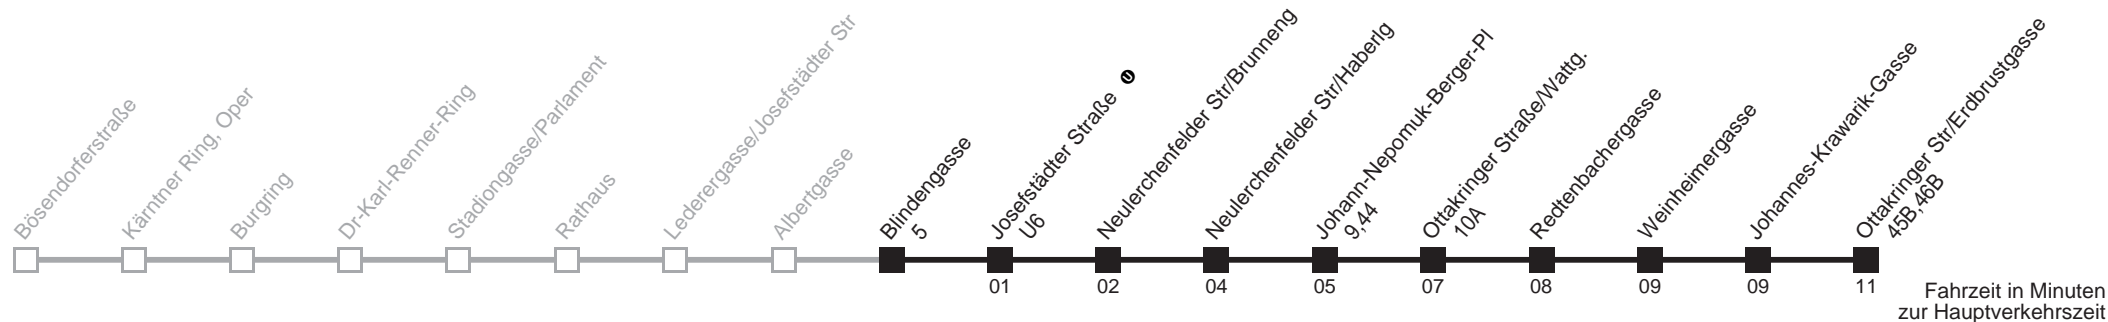 Bösendorferstraße
Kärntner Ring, Oper
Burgring
Dr-Karl-Renner-Ring
Stadiongasse/Parlament
Rathaus
Lederergasse/Josefstädter Str
Albertgasse
Blindengasse
5
Josefstädter Straße
U6
01
Neulerchenfelder Str/Brunneng
02
Neulerchenfelder Str/Haberlg
04
Johann-Nepomuk-Berger-Pl
9,44
05
Ottakringer Straße/Wattg.
10A
07
Redtenbachergasse
08
Weinheimergasse
09
Johannes-Krawarik-Gasse
09
Ottakringer Str/Erdbrustgasse
45B,46B
11
Fahrzeit in Minuten
zur Hauptverkehrszeit